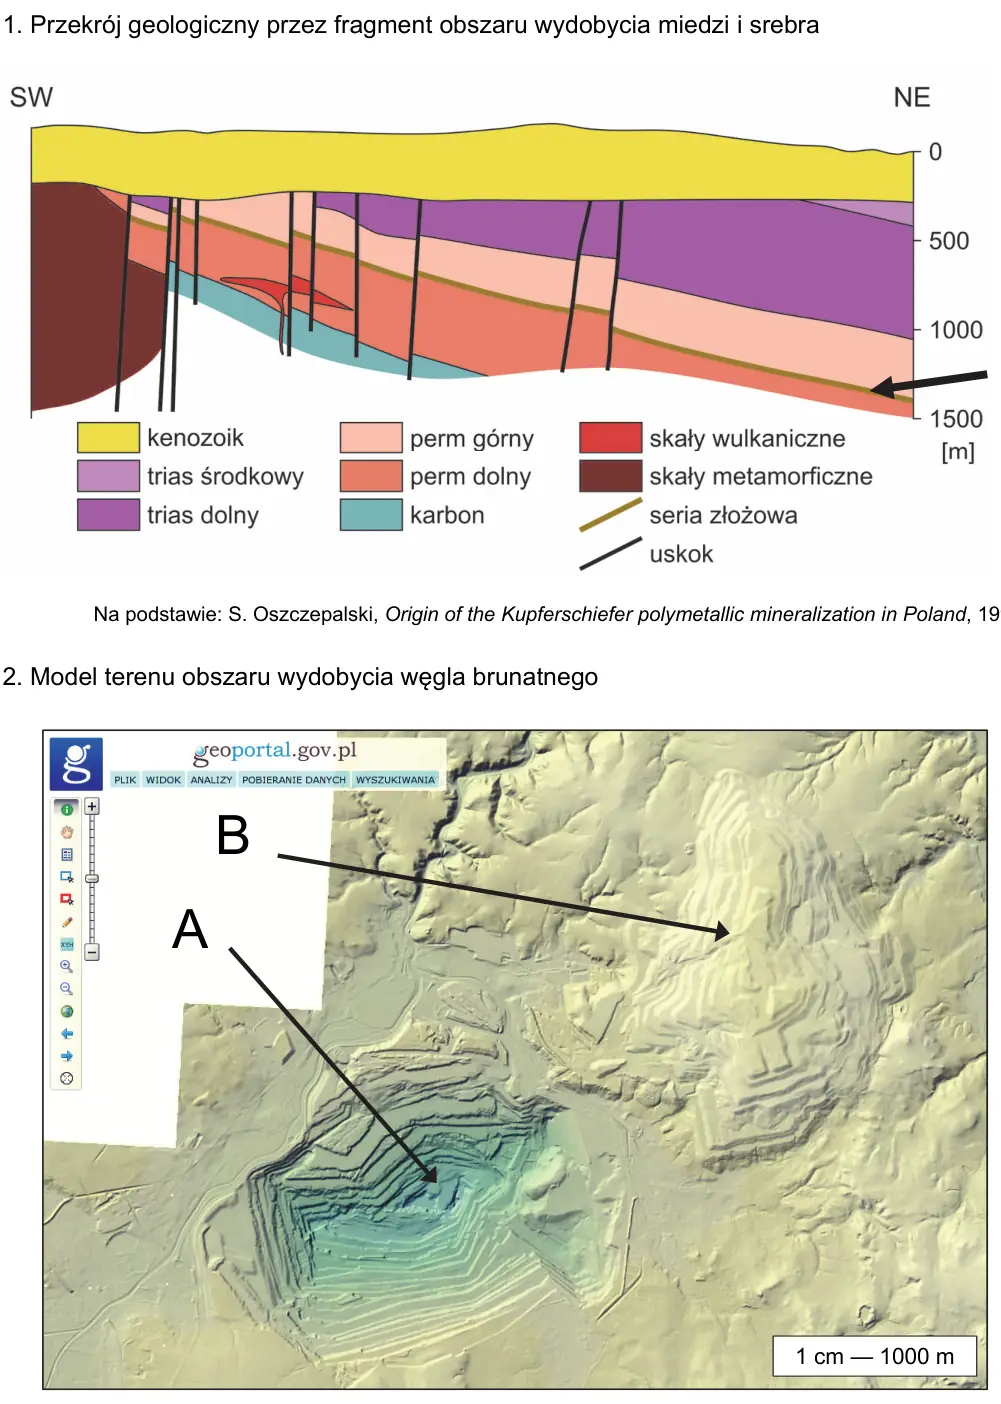 1. Przekrój geologiczny przez fragment obszaru wydobycia miedzi i srebra
SW
NE
0
500
1000
1500
[m]
kenozoik
perm górny
skały wulkaniczne
trias środkowy
perm dolny
skały metamorficzne
trias dolny
karbon
seria złożowa
uskok
Na podstawie: S. Oszczepalski, Origin of the Kupferschiefer polymetallic mineralization in Poland, 19
2. Model terenu obszaru wydobycia węgla brunatnego
geoportal.gov.pl
PLIK WIDOK ANALIZY POBIERANIE DANYCH WYSZUKIWANIA
B
A
XYH
1 cm — 1000 m